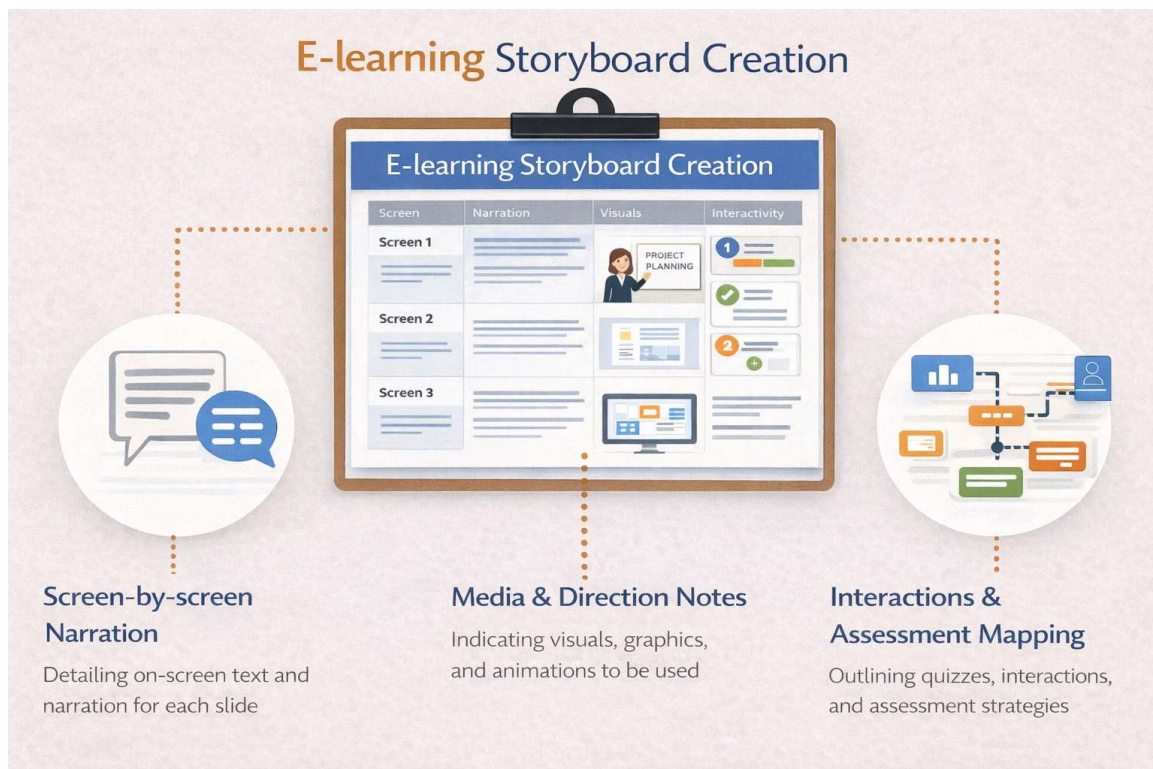 E-learning Storyboard Creation
E-learning Storyboard Creation
Screen Narration Visuals Interactivity
Screen 1
PROJECT
PLANNING
1
Screen 2
2
Screen 3
Screen-by-screen
Narration
Detailing on-screen text and
narration for each slide
Media & Direction Notes
Indicating visuals, graphics,
and animations to be used
Interactions &
Assessment Mapping
Outlining quizzes, interactions,
and assessment strategies